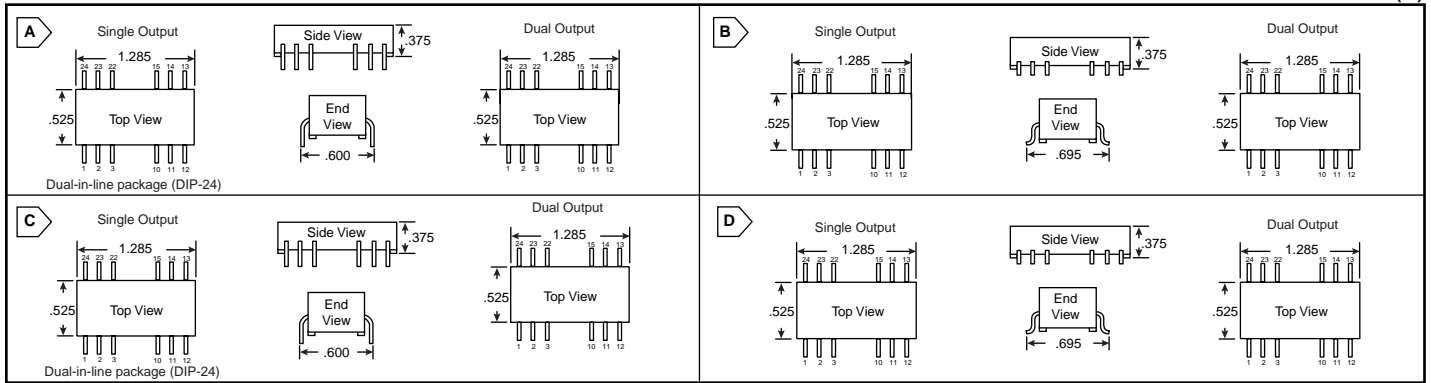 A
Single Output
1.285
24 23 22 15 14 13
.525
Top View
1 2 3 10 11 12
Dual-in-line package (DIP-24)
Side View
.375
End
View
.600
Dual Output
1.285
24 23 22 15 14 13
.525
Top View
1 2 3 10 11 12
B
Single Output
1.285
24 23 22 15 14 13
.525
Top View
1 2 3 10 11 12
Side View
.375
End
View
.695
Dual Output
1.285
24 23 22 15 14 13
.525
Top View
1 2 3 10 11 12
C
Single Output
1.285
24 23 22 15 14 13
.525
Top View
1 2 3 10 11 12
Dual-in-line package (DIP-24)
Side View
.375
End
View
.600
Dual Output
1.285
24 23 22 15 14 13
.525
Top View
1 2 3 10 11 12
D
Single Output
1.285
24 23 22 15 14 13
.525
Top View
1 2 3 10 11 12
Side View
.375
End
View
.695
Dual Output
1.285
24 23 22 15 14 13
.525
Top View
1 2 3 10 11 12